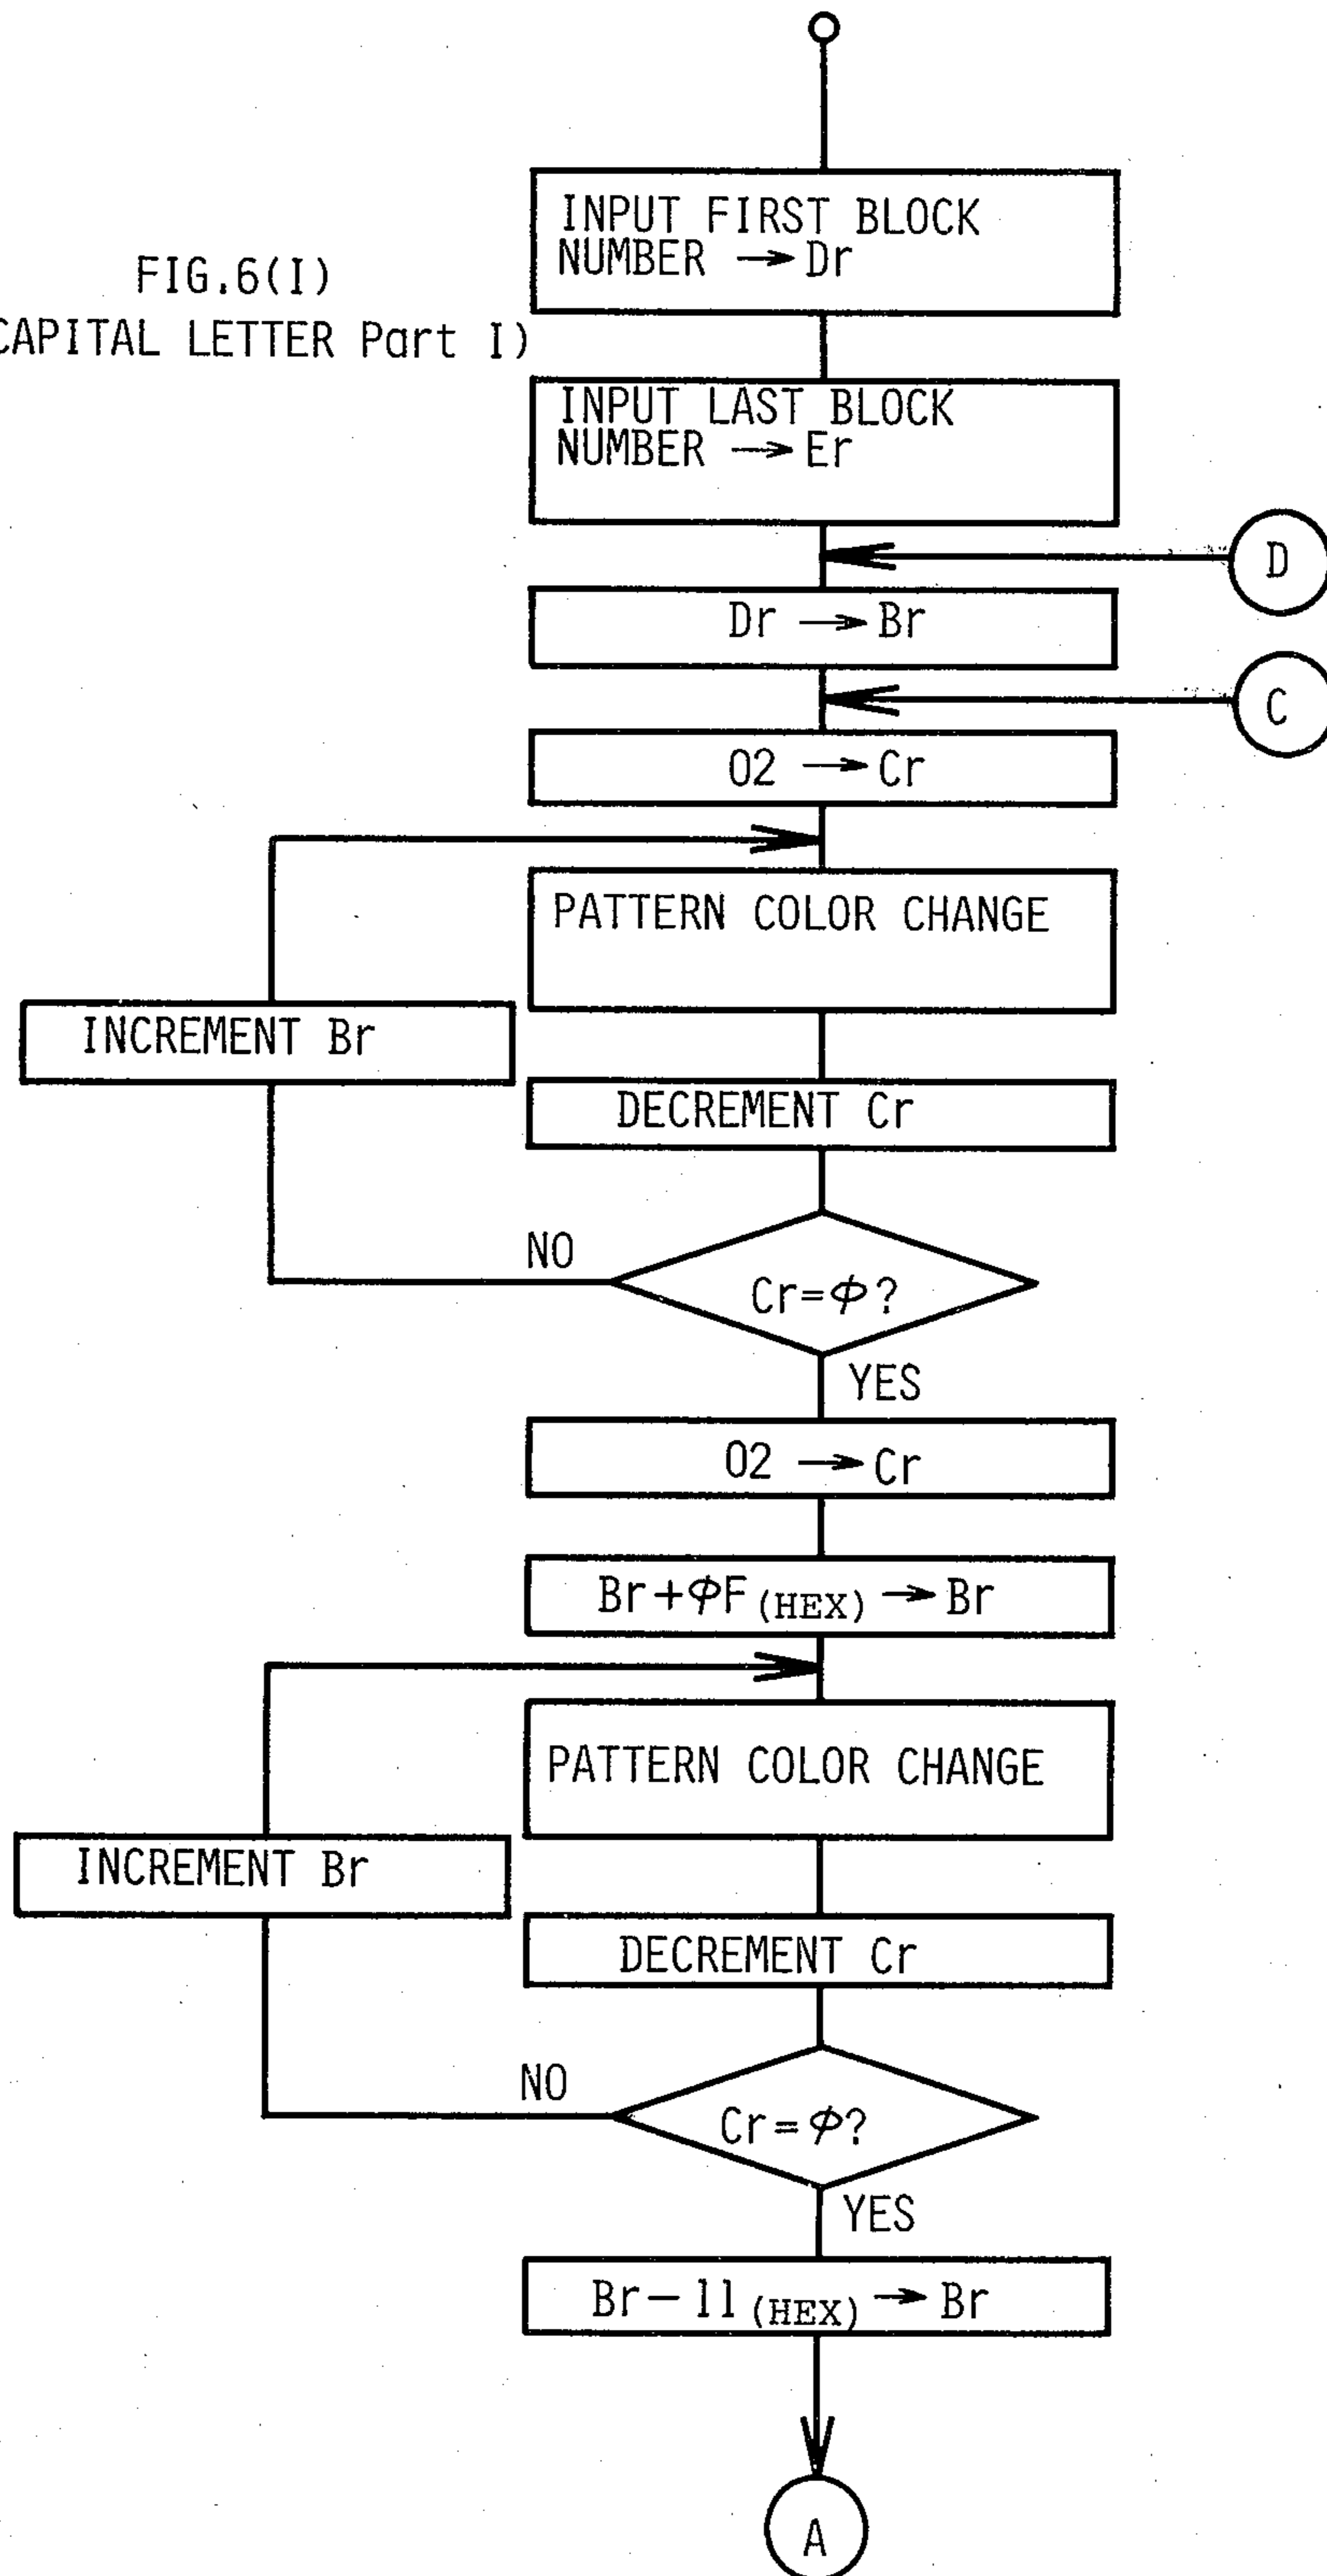 FIG.6(I)
CAPITAL LETTER Part I)
INPUT FIRST BLOCK
NUMBER → Dr
INPUT LAST BLOCK
NUMBER → Er
D
Dr → Br
C
02 → Cr
PATTERN COLOR CHANGE
INCREMENT Br
DECREMENT Cr
NO
Cr=φ?
YES
02 → Cr
Br+φF(HEX) → Br
PATTERN COLOR CHANGE
INCREMENT Br
DECREMENT Cr
NO
Cr=φ?
YES
Br-11(HEX) → Br
A